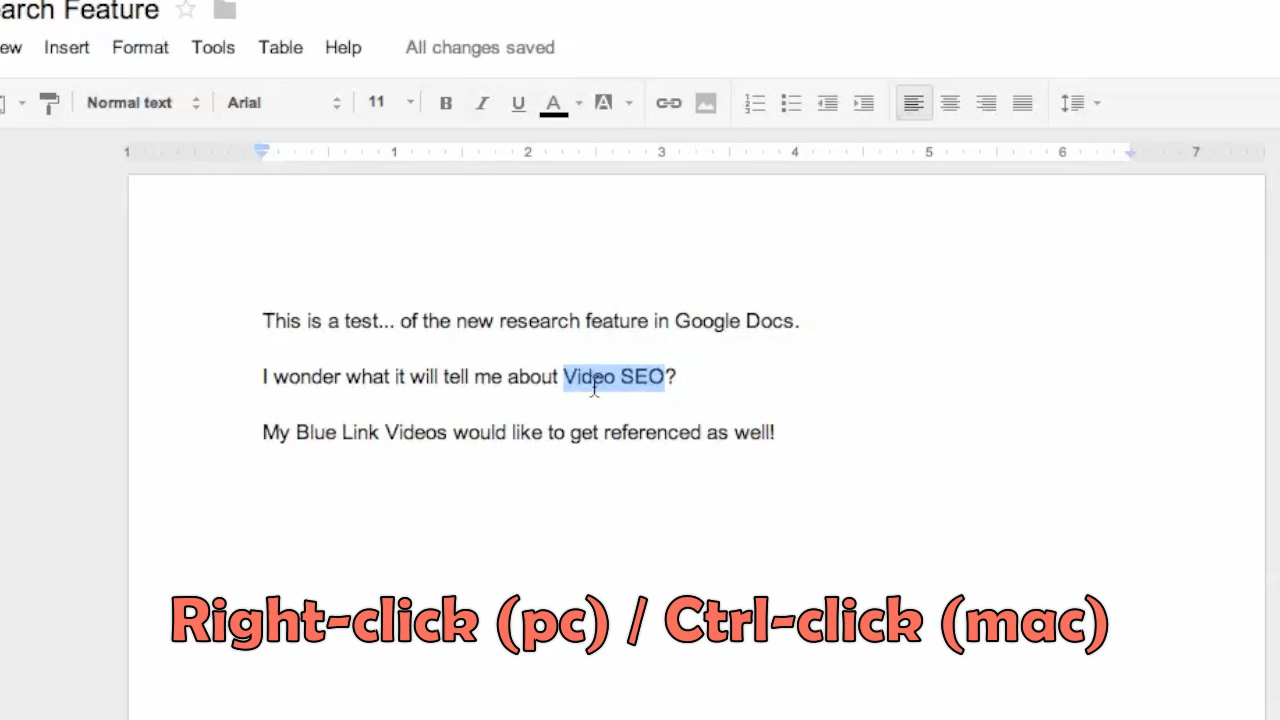 arch Feature
ew Insert Format Tools Table Help All changes saved
Normal text Arial 11 B I U A A
1 1 2 3 4 5 6 7
This is a test... of the new research feature in Google Docs.
I wonder what it will tell me about Video SEO?
My Blue Link Videos would like to get referenced as well!
Right-click (pc) / Ctrl-click (mac)